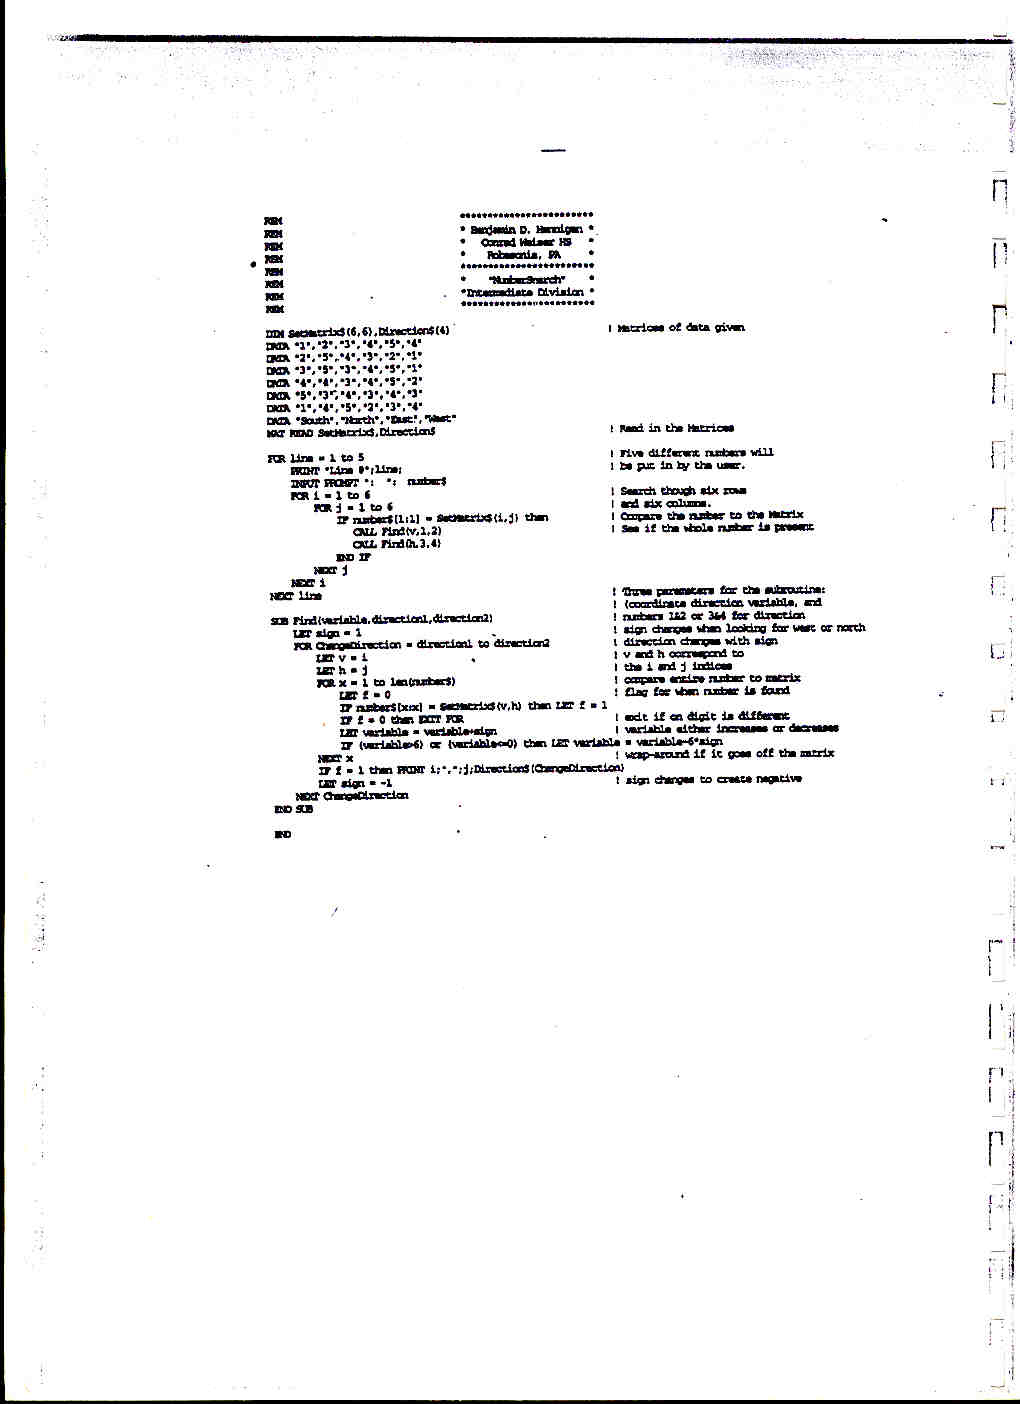 REM ************************
REM * Benjamin D. Hannigan *
REM * Conrad Weiser HS *
REM * Robesonia, PA *
REM ************************
REM * "NumberSearch" *
REM *Intermediate Division *
REM ************************
DIM SetMatrix$(6,6),Direction$(4) ! Matrices of data given
DATA "1","2","3","4","5","4"
DATA "2","5","4","3","2","1"
DATA "3","5","3","4","5","1"
DATA "4","4","3","4","5","2"
DATA "5","3","4","3","4","3"
DATA "1","4","5","2","3","4"
DATA "South","North","East","West"
MAT READ SetMatrix$,Direction$ ! Read in the Matrices
FOR line = 1 to 5 ! Five different numbers will
PRINT "Line #";line; ! be put in by the user.
INPUT PROMPT ": ": number$
FOR i = 1 to 6 ! Search though six rows
FOR j = 1 to 6 ! and six columns.
IF number$[1:1] = SetMatrix$(i,j) then ! Compare the number to the Matrix
CALL Find(v,1,2) ! See if the whole number is present
CALL Find(h,3,4)
END IF
NEXT j
NEXT i
NEXT line ! Three parameters for the subroutine:
! (coordinate direction variable, and
SUB Find(variable,direction1,direction2) ! numbers 1&2 or 3&4 for direction
LET sign = 1 ! sign changes when looking for west or north
FOR ChangeDirection = direction1 to direction2 ! direction changes with sign
LET v = i ! v and h correspond to
LET h = j ! the i and j indices
FOR x = 1 to len(number$) ! compare entire number to matrix
LET f = 0 ! flag for when number is found
IF number$[x:x] = SetMatrix$(v,h) then LET f = 1
IF f = 0 then EXIT FOR ! exit if on digit is different
LET variable = variable+sign ! variable either increases or decreases
IF (variable>6) or (variable<=0) then LET variable = variable-6*sign
NEXT x ! wrap-around if it goes off the matrix
IF f = 1 then PRINT i;",";j;Direction$(ChangeDirection)
LET sign = -1 ! sign changes to create negative
NEXT ChangeDirection
END SUB
END